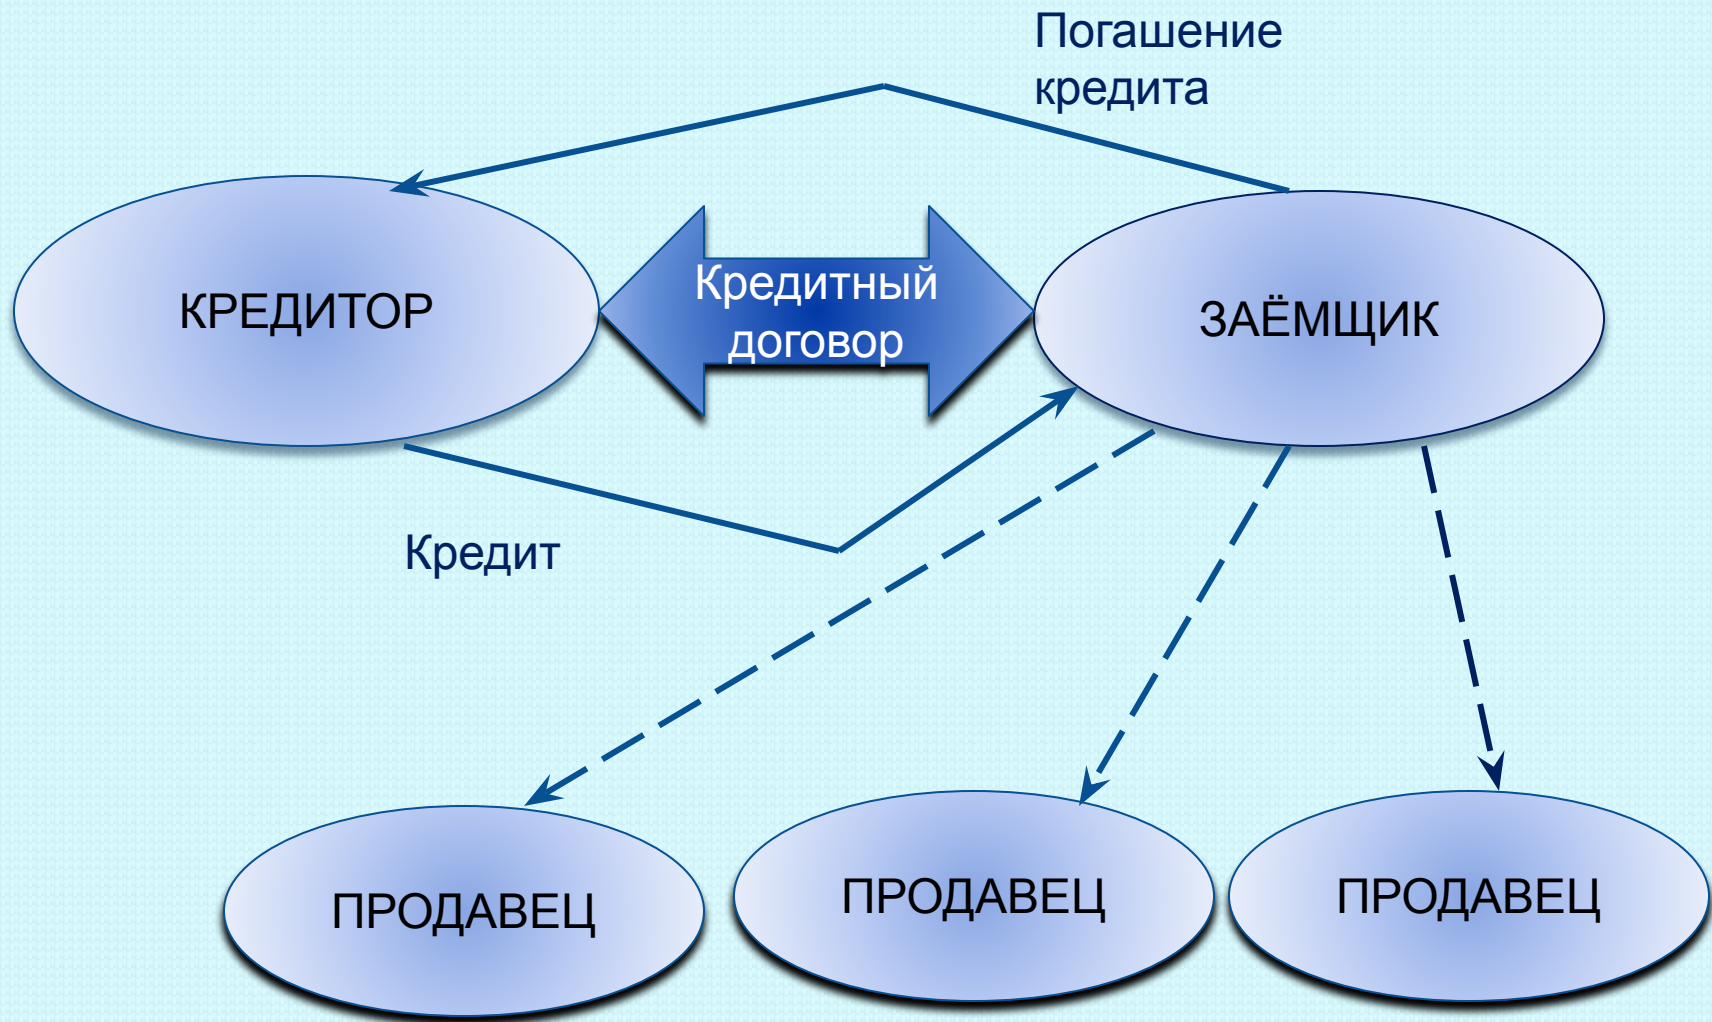 Погашение
кредита
КРЕДИТОР
Кредитный
договор
ЗАЁМЩИК
Кредит
ПРОДАВЕЦ
ПРОДАВЕЦ
ПРОДАВЕЦ